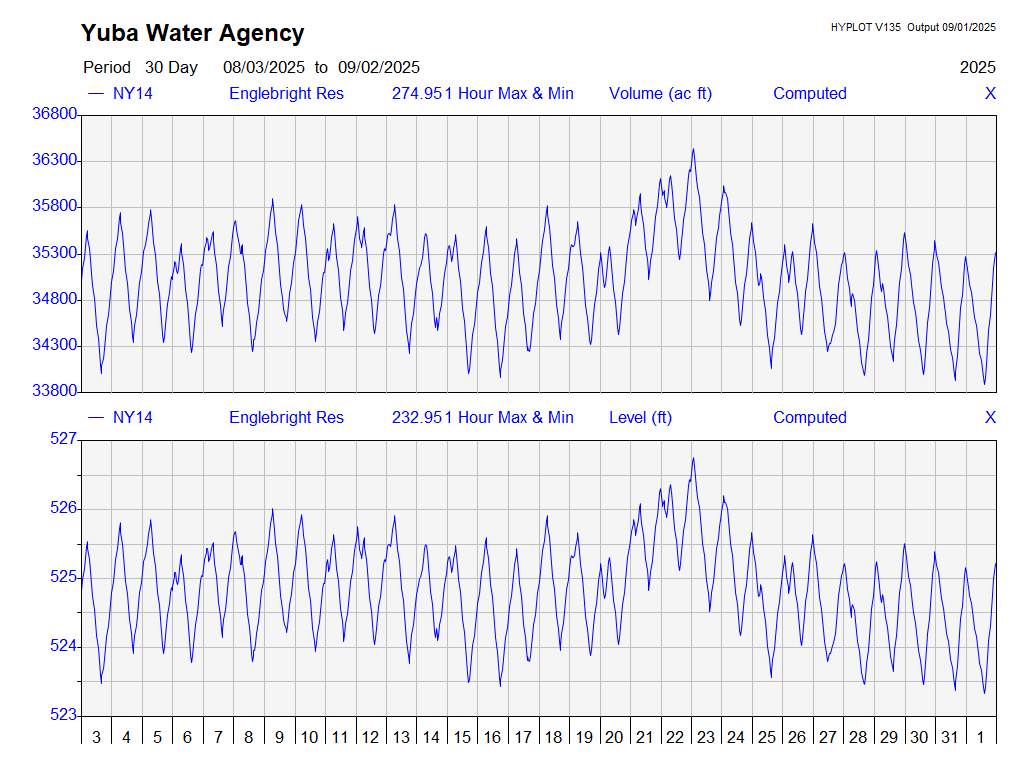 Yuba Water Agency
HYPLOT V135 Output 09/01/2025
Period 30 Day 08/03/2025 to 09/02/2025
2025
NY14 Englebright Res 274.951 Hour Max & Min Volume (ac ft) Computed X
36800
36300
35800
35300
34800
34300
33800
NY14 Englebright Res 232.951 Hour Max & Min Level (ft) Computed X
527
526
525
524
523
3 4 5 6 7 8 9 10 11 12 13 14 15 16 17 18 19 20 21 22 23 24 25 26 27 28 29 30 31 1